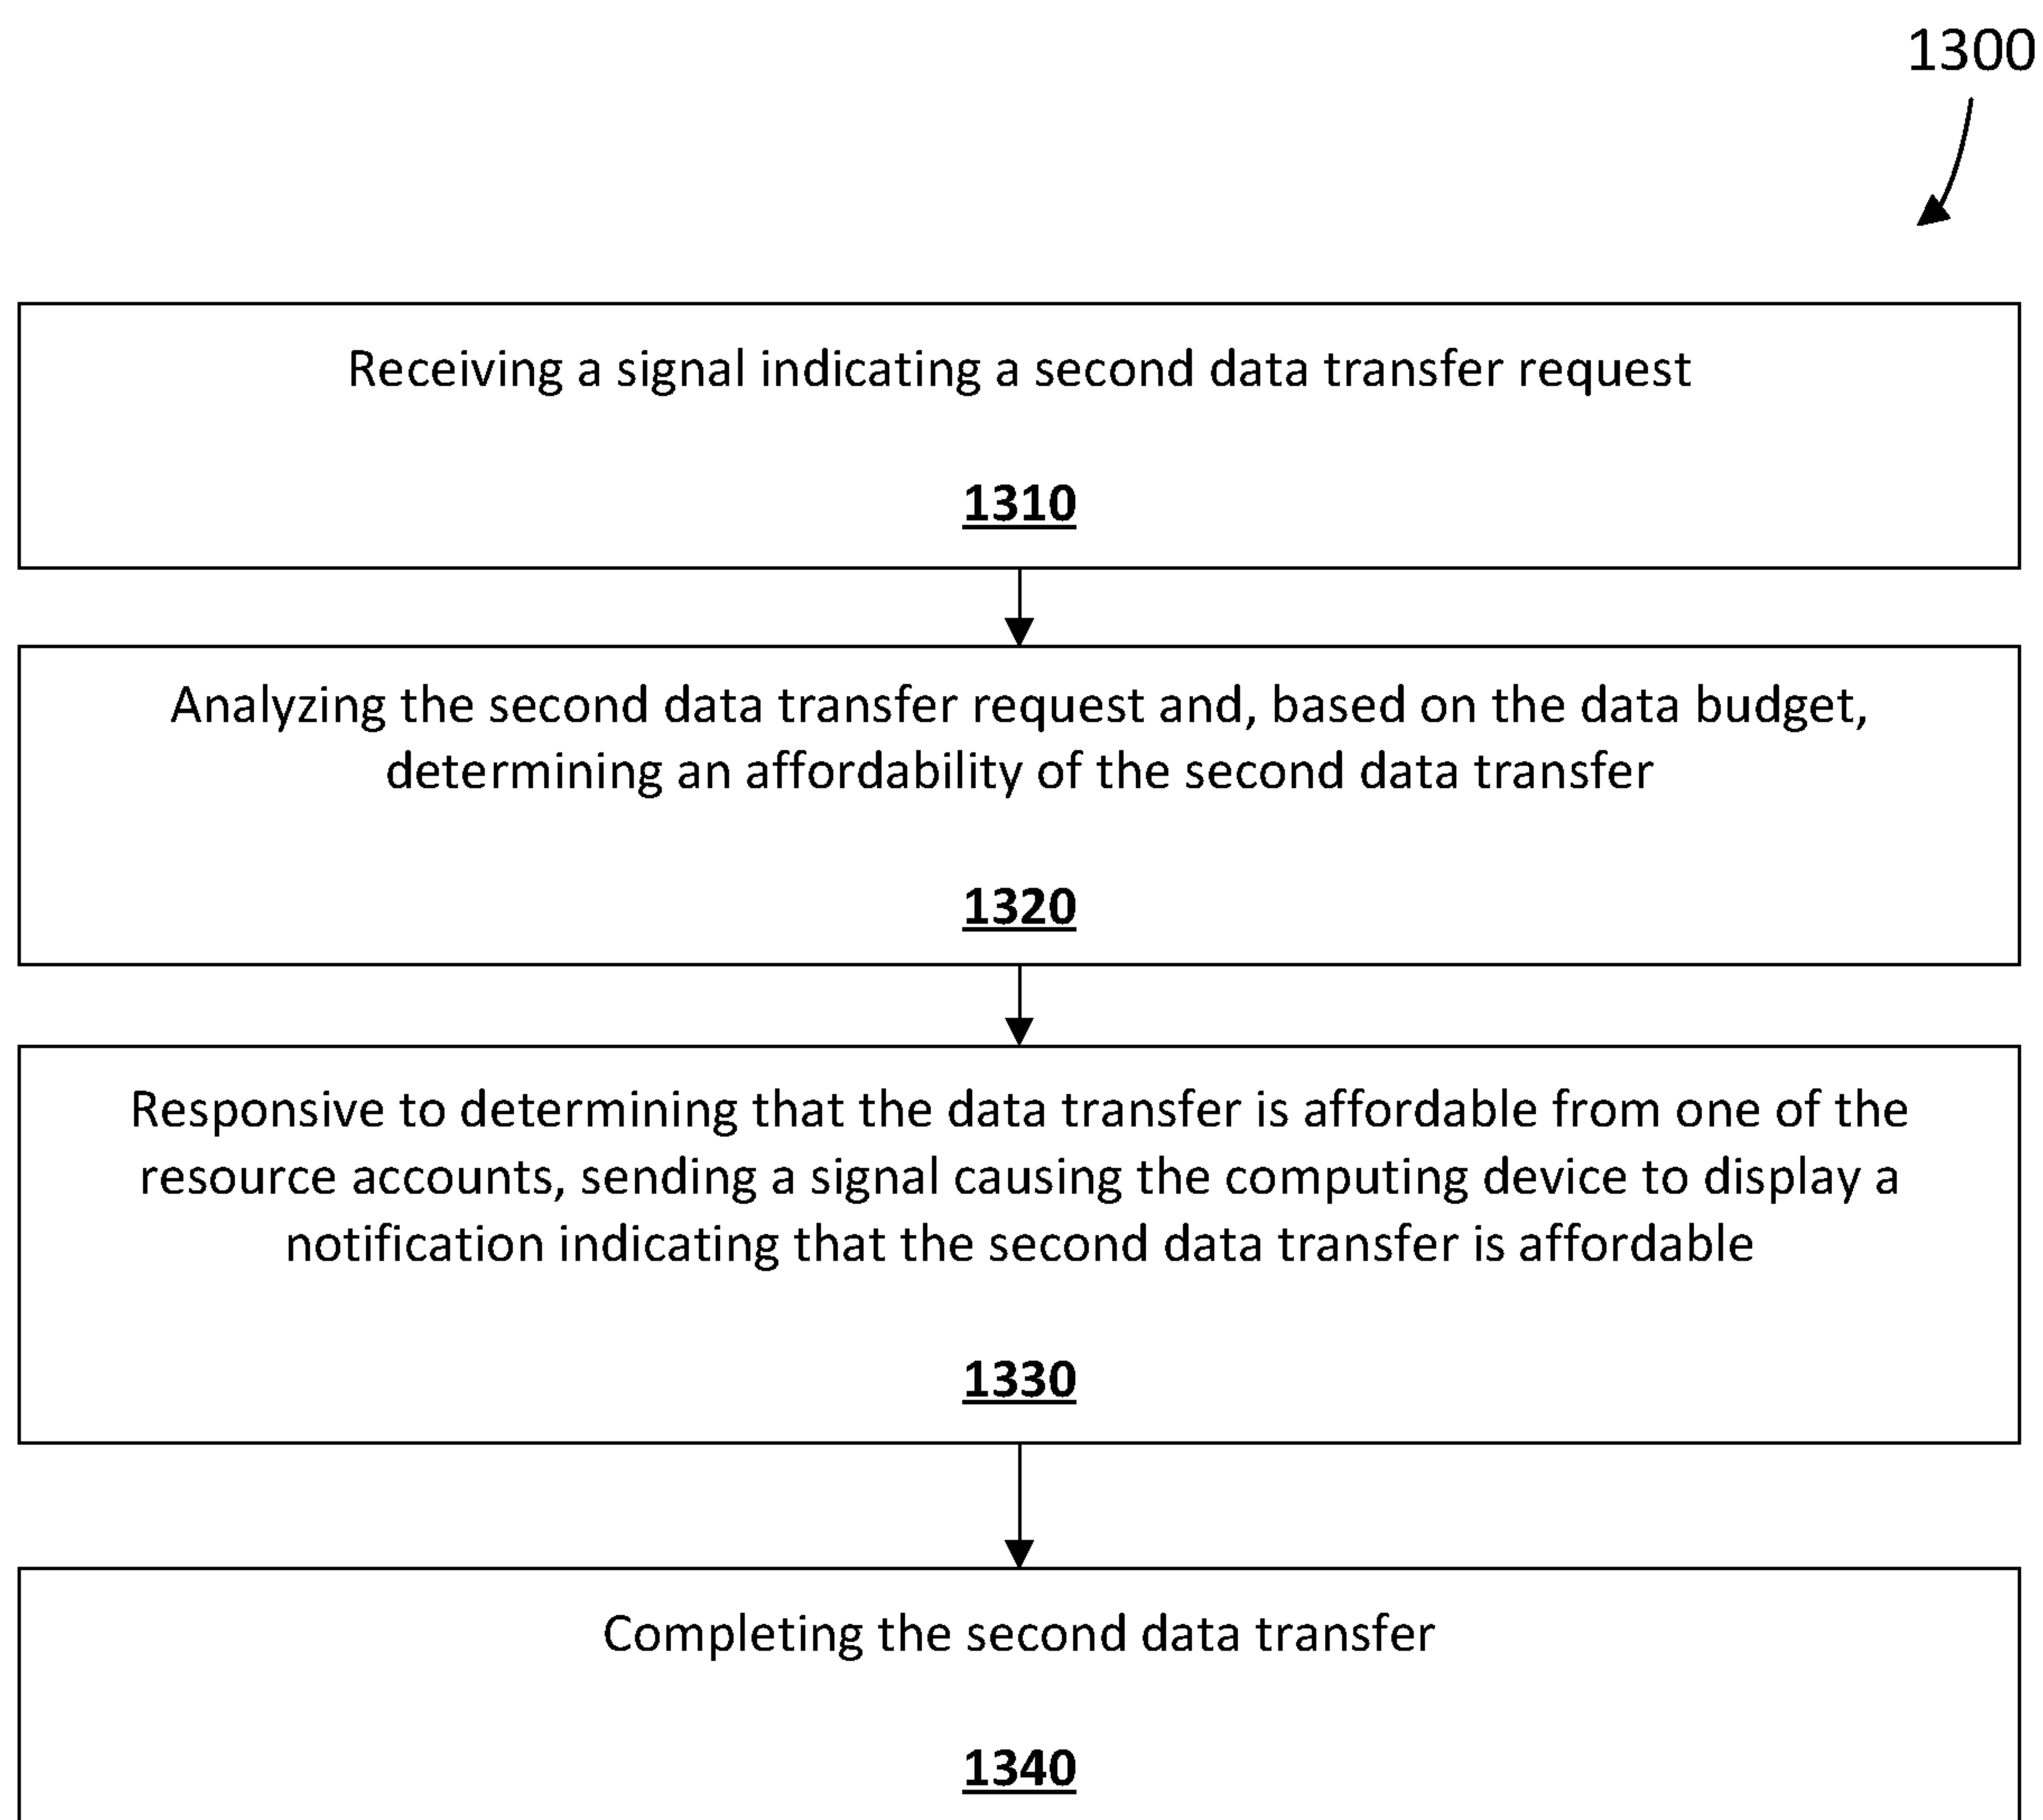 1300
Receiving a signal indicating a second data transfer request
1310
Analyzing the second data transfer request and, based on the data budget,
determining an affordability of the second data transfer
1320
Responsive to determining that the data transfer is affordable from one of the
resource accounts, sending a signal causing the computing device to display a
notification indicating that the second data transfer is affordable
1330
Completing the second data transfer
1340